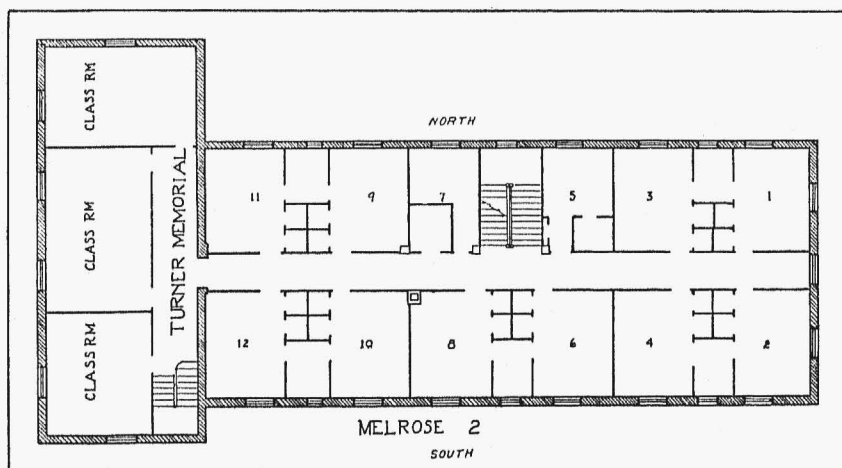 CLASS RM
CLASS RM
CLASS RM
TURNER MEMORIAL
NORTH
11
9
7
5
3
1
12
10
8
6
4
2
MELROSE 2
SOUTH